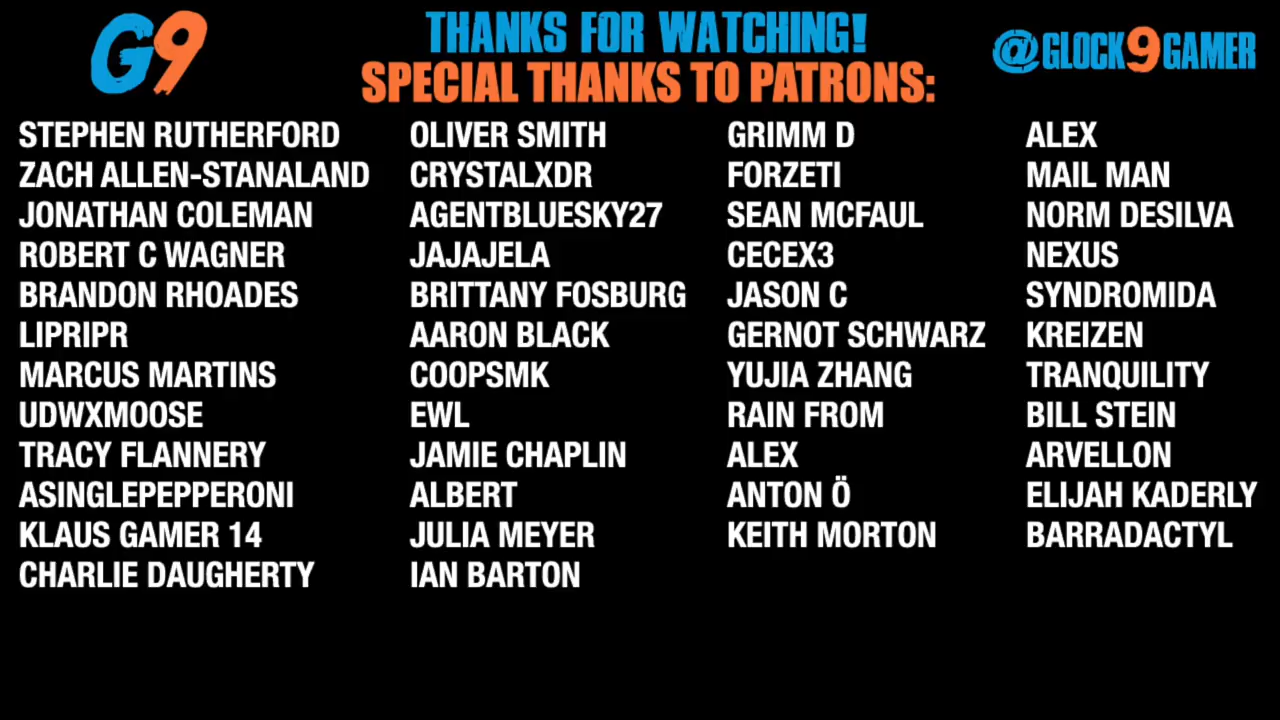 G9
THANKS FOR WATCHING!
SPECIAL THANKS TO PATRONS:
@GLOCK9GAMER
STEPHEN RUTHERFORD
ZACH ALLEN-STANALAND
JONATHAN COLEMAN
ROBERT C WAGNER
BRANDON RHOADES
LIPRIPR
MARCUS MARTINS
UDWXMOOSE
TRACY FLANNERY
ASINGLEPEPPERONI
KLAUS GAMER 14
CHARLIE DAUGHERTY
OLIVER SMITH
CRYSTALXDR
AGENTBLUESKY27
JAJAJELA
BRITTANY FOSBURG
AARON BLACK
COOPSMK
EWL
JAMIE CHAPLIN
ALBERT
JULIA MEYER
IAN BARTON
GRIMM D
FORZETI
SEAN MCFAUL
CECEX3
JASON C
GERNOT SCHWARZ
YUJIA ZHANG
RAIN FROM
ALEX
ANTON Ö
KEITH MORTON
ALEX
MAIL MAN
NORM DESILVA
NEXUS
SYNDROMIDA
KREIZEN
TRANQUILITY
BILL STEIN
ARVELLON
ELIJAH KADERLY
BARRADACTYL